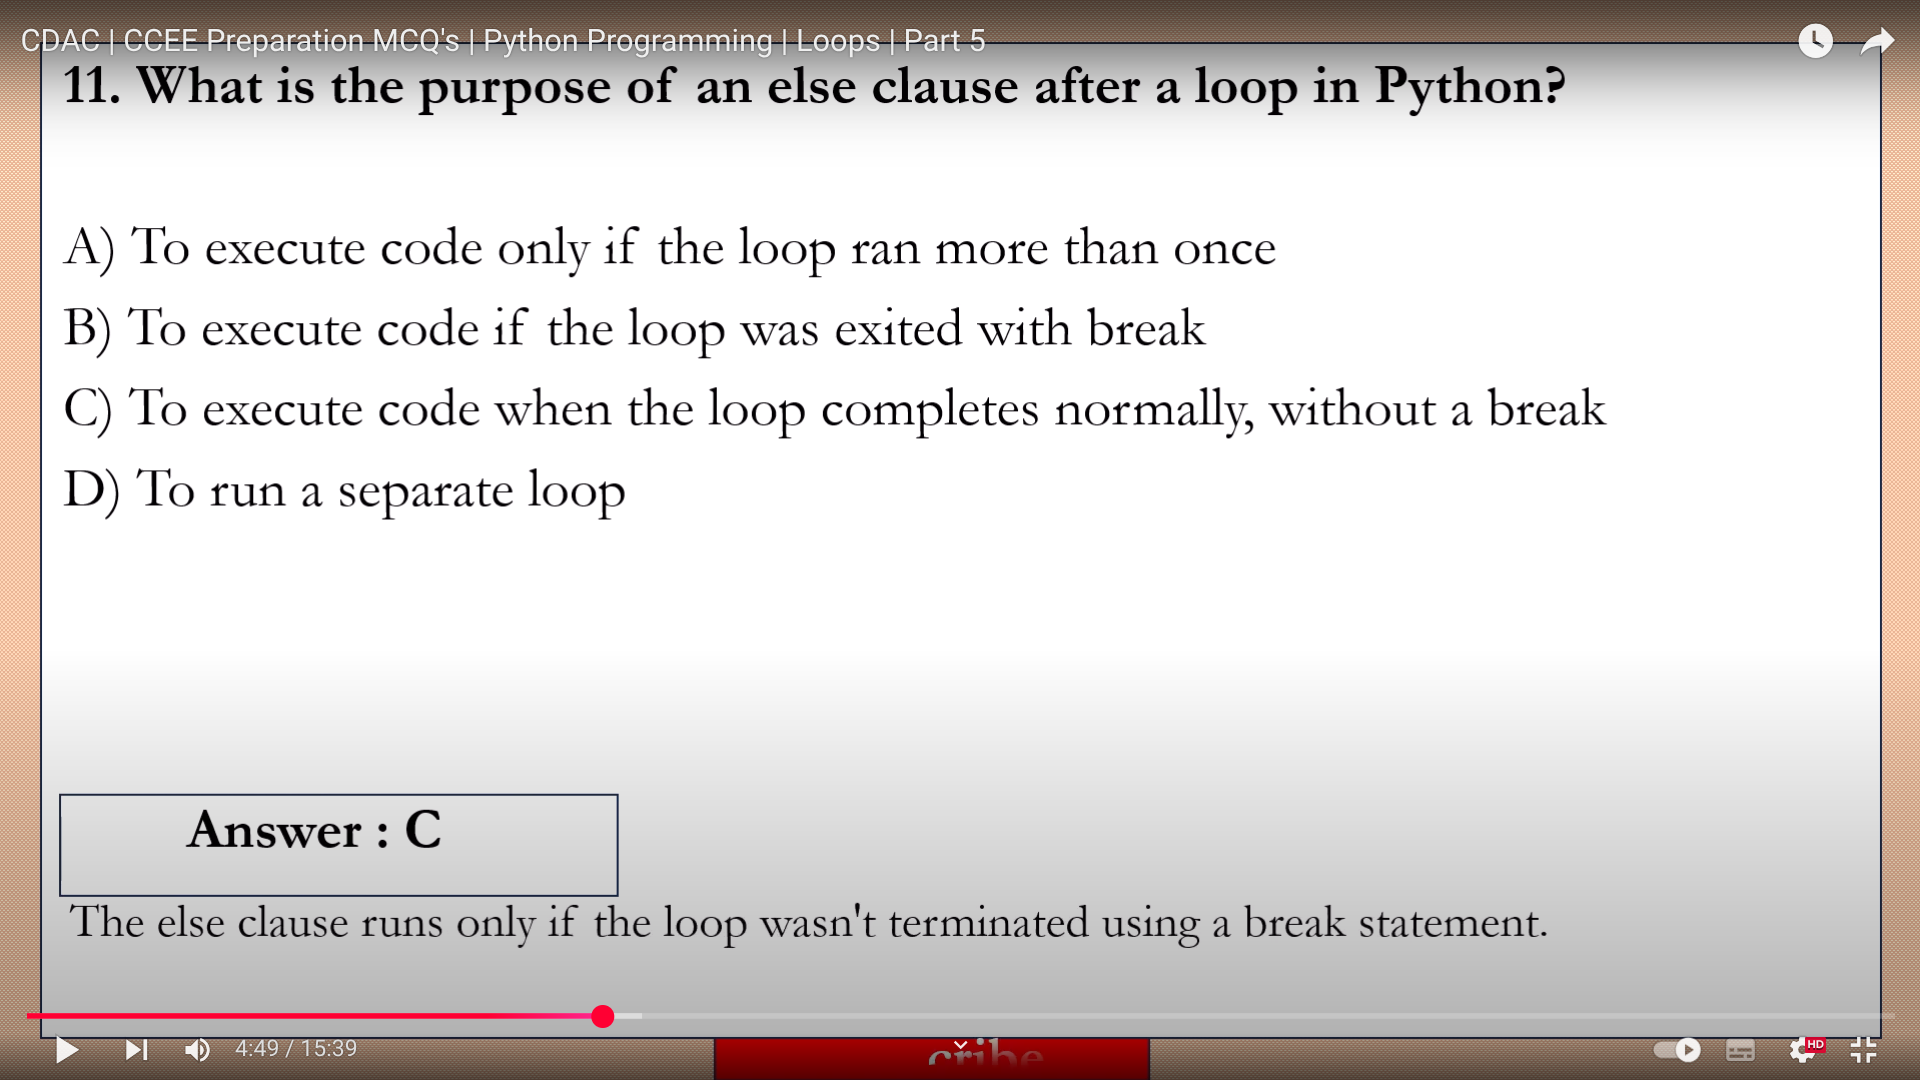 CDAC | CCEE Preparation MCQ's | Python Programming | Loops | Part 5
11. What is the purpose of an else clause after a loop in Python?
A) To execute code only if the loop ran more than once
B) To execute code if the loop was exited with break
C) To execute code when the loop completes normally, without a break
D) To run a separate loop
Answer : C
The else clause runs only if the loop wasn't terminated using a break statement.
4:49 / 15:39
HD